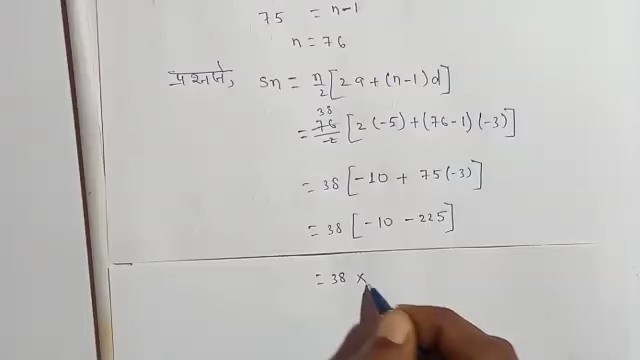 75 = n-1
n = 76
Sn = n/2 [2a + (n-1)d]
= 76/2 38 [2(-5) + (76-1)(-3)]
= 38 [-10 + 75(-3)]
= 38 [-10 - 225]
= 38 ×